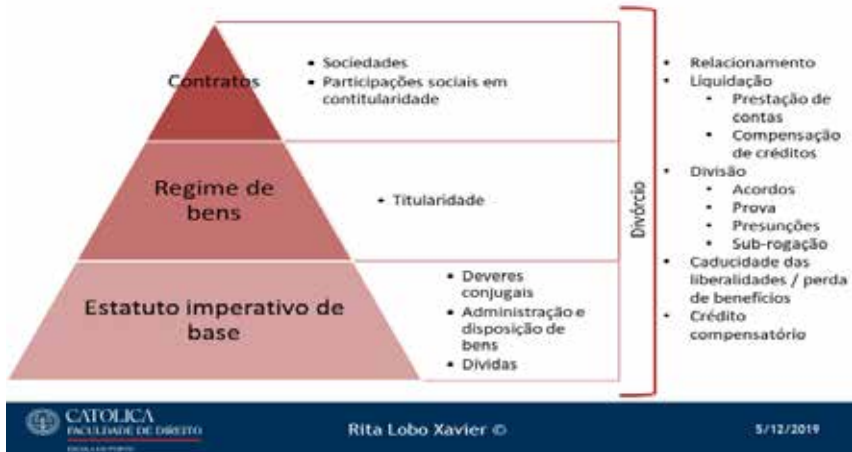 Contratos
• Sociedades
• Participações sociais em
contitularidade
Regime de
bens
• Titularidade
Estatuto imperativo de
base
• Deveres
conjugais
• Administração e
disposição de
bens
• Dívidas
Divórcio
• Relacionamento
• Liquidação
• Prestação de
contas
• Compensação
de créditos
• Divisão
• Acordos
• Prova
• Presunções
• Sub-rogação
• Caducidade das
liberalidades / perda
de benefícios
• Crédito
compensatório
CATOLICA
FACULDADE DE DIREITO
Rita Lobo Xavier ©
5/12/2019